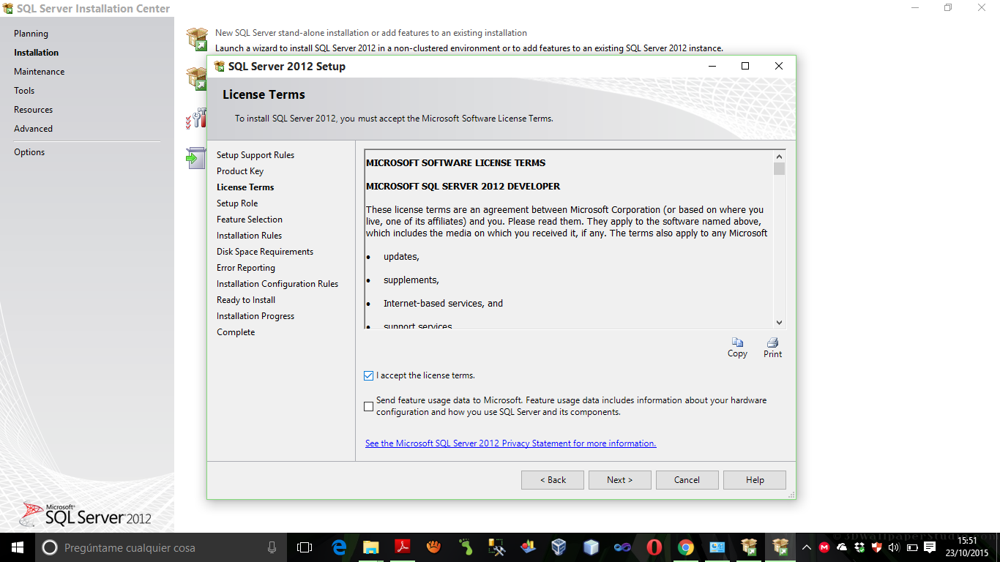 SQL Server Installation Center
Planning
Installation
Maintenance
Tools
Resources
Advanced
Options
New SQL Server stand-alone installation or add features to an existing installation
Launch a wizard to install SQL Server 2012 in a non-clustered environment or to add features to an existing SQL Server 2012 instance.
SQL Server 2012 Setup
License Terms
To install SQL Server 2012, you must accept the Microsoft Software License Terms.
Setup Support Rules
Product Key
License Terms
Setup Role
Feature Selection
Installation Rules
Disk Space Requirements
Error Reporting
Installation Configuration Rules
Ready to Install
Installation Progress
Complete
MICROSOFT SOFTWARE LICENSE TERMS
MICROSOFT SQL SERVER 2012 DEVELOPER
These license terms are an agreement between Microsoft Corporation (or based on where you
live, one of its affiliates) and you. Please read them. They apply to the software named above,
which includes the media on which you received it, if any. The terms also apply to any Microsoft
• updates,
• supplements,
• Internet-based services, and
• support services
Copy
Print
I accept the license terms.
Send feature usage data to Microsoft. Feature usage data includes information about your hardware
configuration and how you use SQL Server and its components.
See the Microsoft SQL Server 2012 Privacy Statement for more information.
< Back
Next >
Cancel
Help
Microsoft®
SQL Server® 2012
Pregúntame cualquier cosa
15:51
23/10/2015